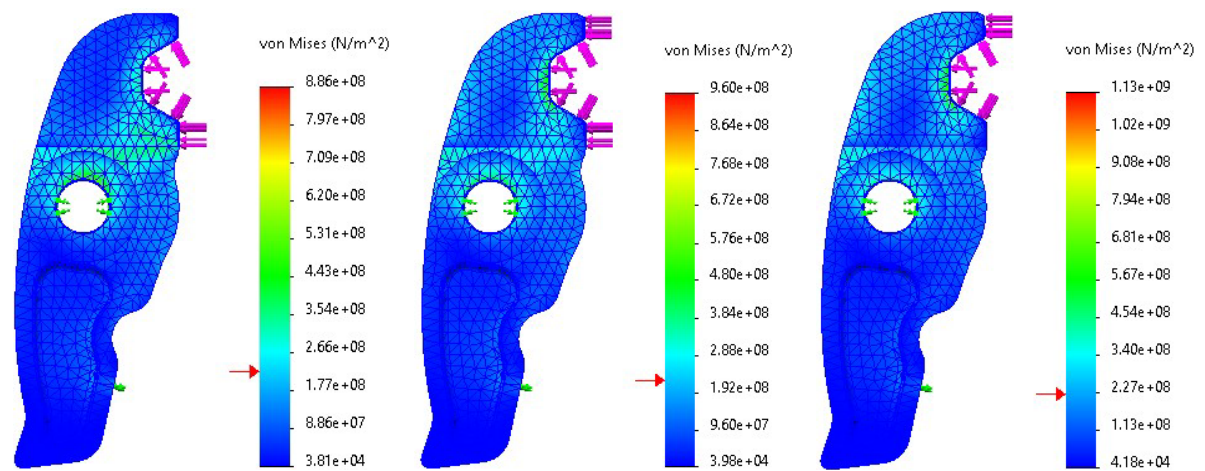 von Mises (N/m^2)
8.86e+08
7.97e+08
7.09e+08
6.20e+08
5.31e+08
4.43e+08
3.54e+08
2.66e+08
1.77e+08
8.86e+07
3.81e+04
von Mises (N/m^2)
9.60e+08
8.64e+08
7.68e+08
6.72e+08
5.76e+08
4.80e+08
3.84e+08
2.88e+08
1.92e+08
9.60e+07
3.98e+04
von Mises (N/m^2)
1.13e+09
1.02e+09
9.08e+08
7.94e+08
6.81e+08
5.67e+08
4.54e+08
3.40e+08
2.27e+08
1.13e+08
4.18e+04